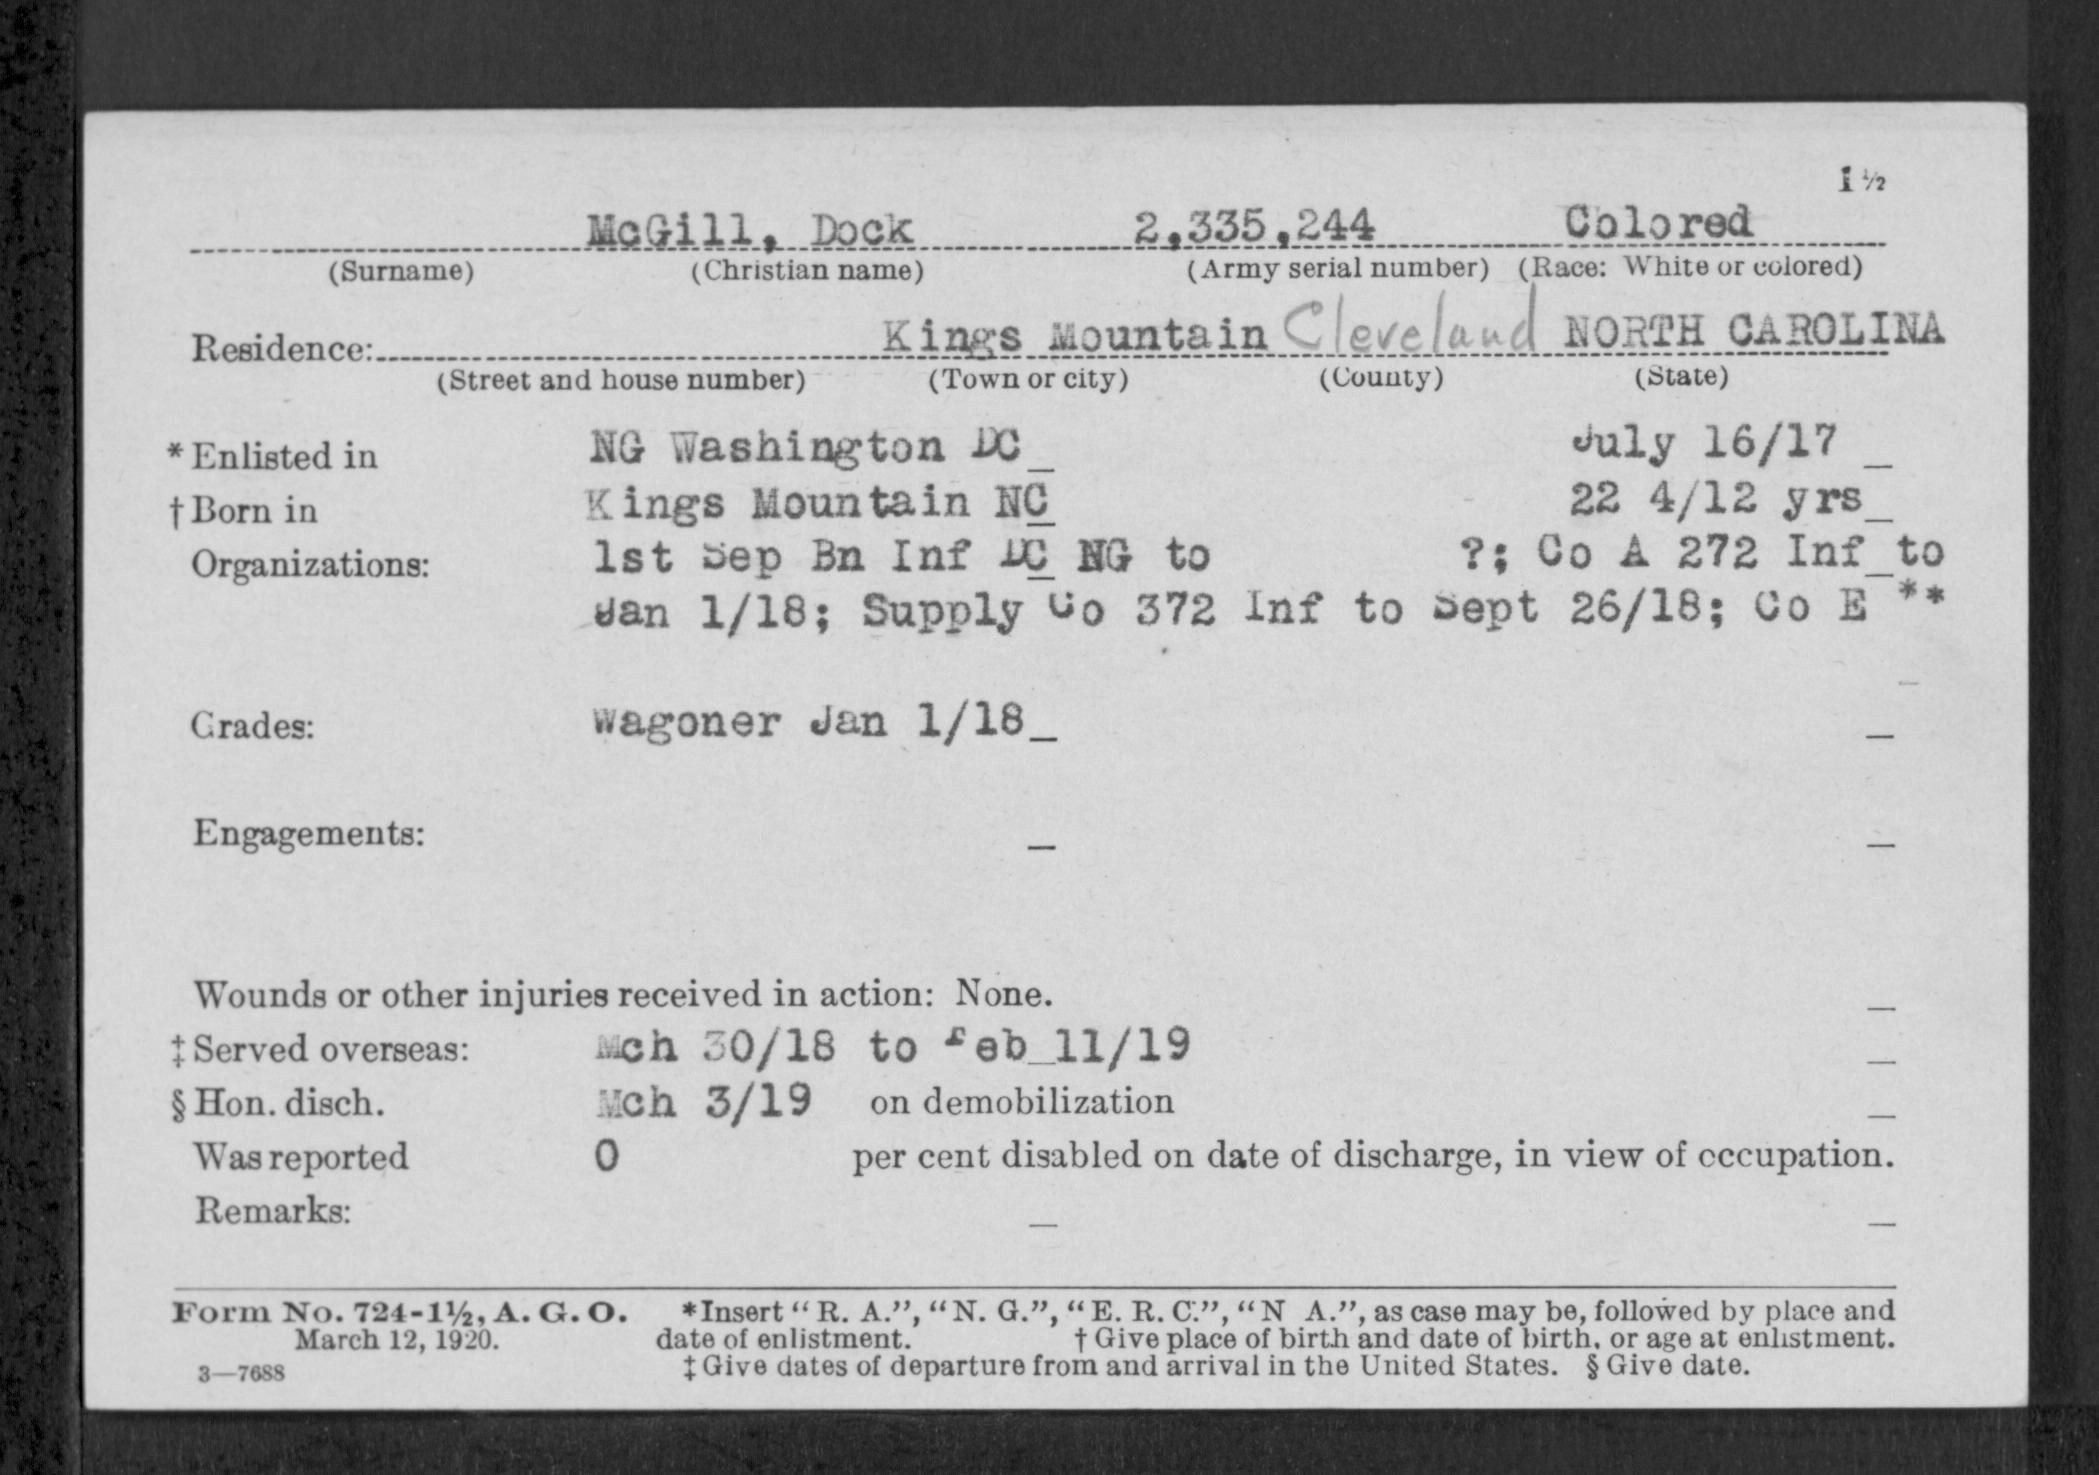 1 ½
McGill, Dock 2,335,244 Colored
(Surname) (Christian name) (Army serial number) (Race: White or colored)
Residence: Kings Mountain Cleveland NORTH CAROLINA
(Street and house number) (Town or city) (County) (State)
* Enlisted in NG Washington DC July 16/17
† Born in Kings Mountain NC 22 4/12 yrs
Organizations: 1st Sep Bn Inf DC NG to ?; Co A 272 Inf to
Jan 1/18; Supply Co 372 Inf to Sept 26/18; Co E **
Grades: Wagoner Jan 1/18
Engagements:
Wounds or other injuries received in action: None.
‡ Served overseas: Mch 30/18 to Feb 11/19
§ Hon. disch. Mch 3/19 on demobilization
Was reported 0 per cent disabled on date of discharge, in view of occupation.
Remarks:
Form No. 724-1½, A. G. O. *Insert "R. A.", "N. G.", "E. R. C.", "N A.", as case may be, followed by place and
March 12, 1920. date of enlistment. † Give place of birth and date of birth, or age at enlistment.
3—7688 ‡ Give dates of departure from and arrival in the United States. § Give date.